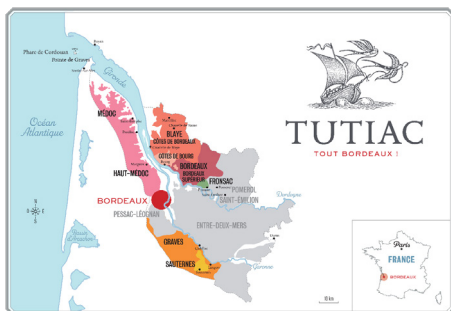 Phare de Cordouan
Pointe de Grave
Gironde
Océan
Atlantique
MÉDOC
BLAYE
CÔTES DE BORDEAUX
CÔTES DE BOURG
BORDEAUX
BORDEAUX
SUPÉRIEUR
HAUT-MÉDOC
FRONSAC
POMEROL
SAINT-ÉMILION
BORDEAUX
PESSAC-LÉOGNAN
Dordogne
ENTRE-DEUX-MERS
GRAVES
SAUTERNES
Garonne
TUTIAC
TOUT BORDEAUX !
Paris
FRANCE
BORDEAUX
10 km